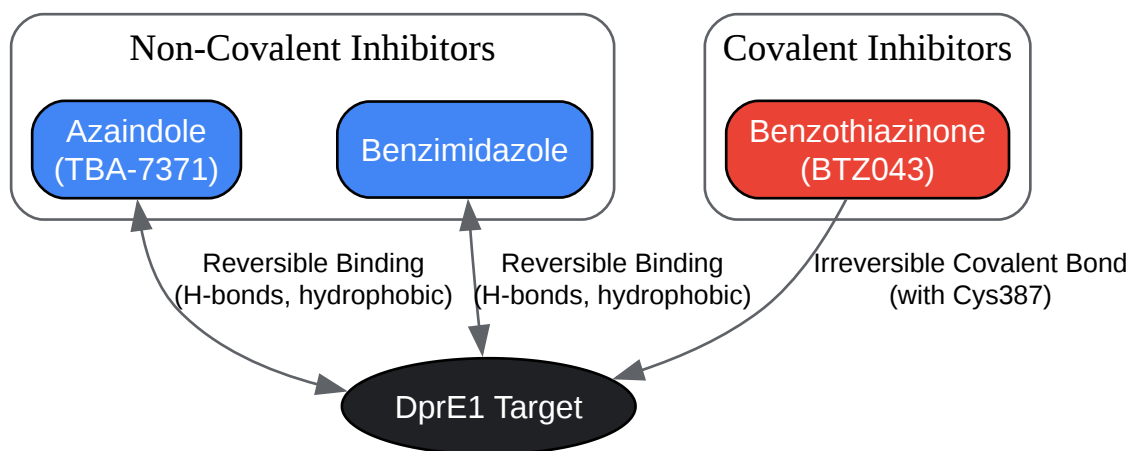 Non-Covalent Inhibitors
Covalent Inhibitors
Azaindole
(TBA-7371)
Benzimidazole
Benzothiazinone
(BTZ043)
Reversible Binding
(H-bonds, hydrophobic)
Reversible Binding
(H-bonds, hydrophobic)
Irreversible Covalent Bond
(with Cys387)
DprE1 Target